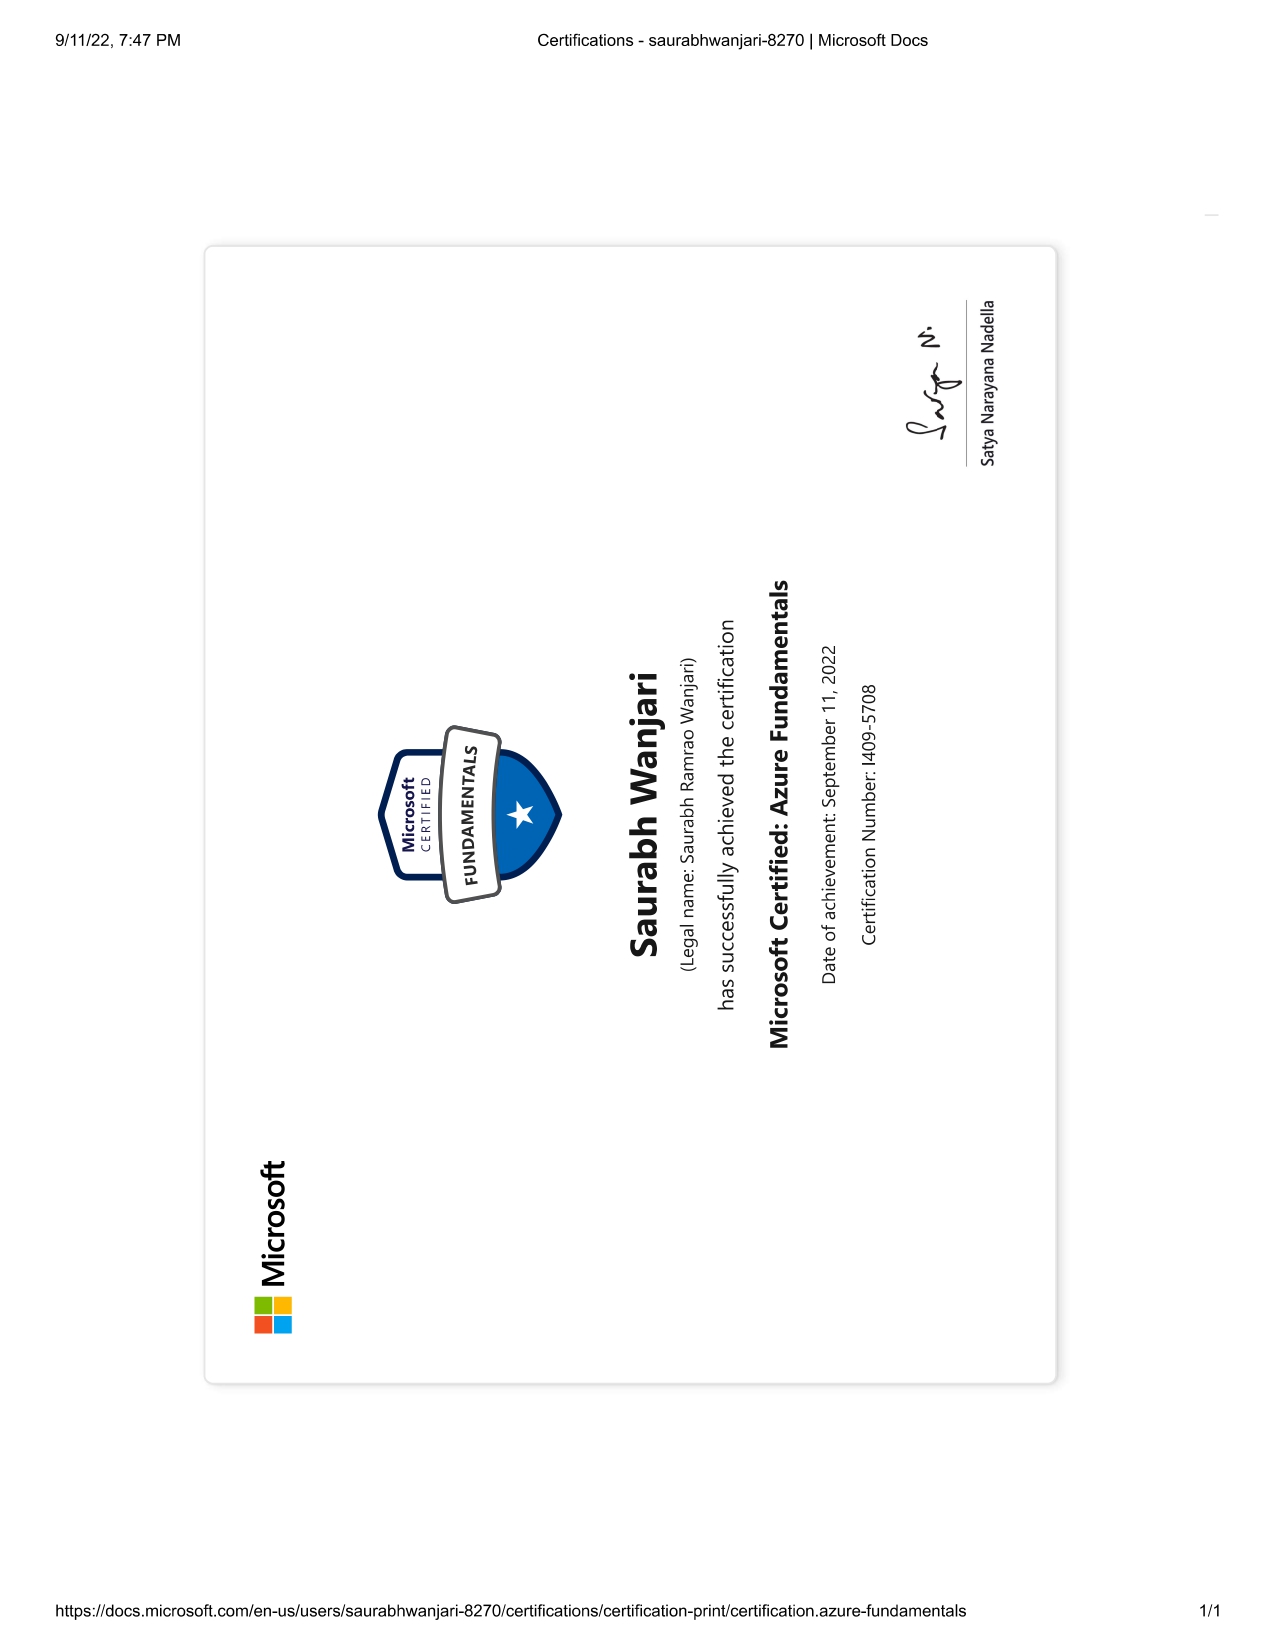 9/11/22, 7:47 PM
Certifications - saurabhwanjari-8270 | Microsoft Docs
Microsoft
Microsoft
CERTIFIED
FUNDAMENTALS
Saurabh Wanjari
(Legal name: Saurabh Ramrao Wanjari)
has successfully achieved the certification
Microsoft Certified: Azure Fundamentals
Date of achievement: September 11, 2022
Certification Number: I409-5708
Satya N.
Satya Narayana Nadella
https://docs.microsoft.com/en-us/users/saurabhwanjari-8270/certifications/certification-print/certification.azure-fundamentals
1/1